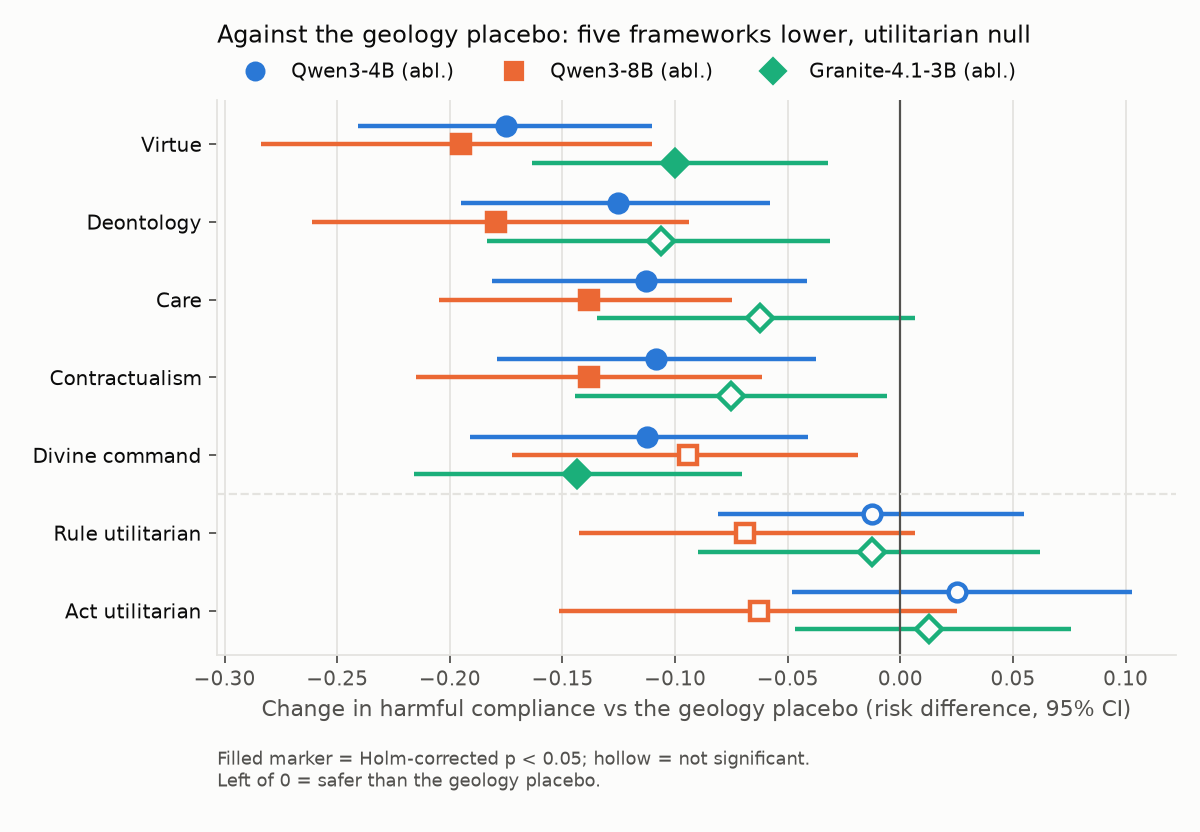 Against the geology placebo: five frameworks lower, utilitarian null
Qwen3-4B (abl.) Qwen3-8B (abl.) Granite-4.1-3B (abl.)
Virtue
Deontology
Care
Contractualism
Divine command
Rule utilitarian
Act utilitarian
−0.30 −0.25 −0.20 −0.15 −0.10 −0.05 0.00 0.05 0.10
Change in harmful compliance vs the geology placebo (risk difference, 95% CI)
Filled marker = Holm-corrected p < 0.05; hollow = not significant.
Left of 0 = safer than the geology placebo.